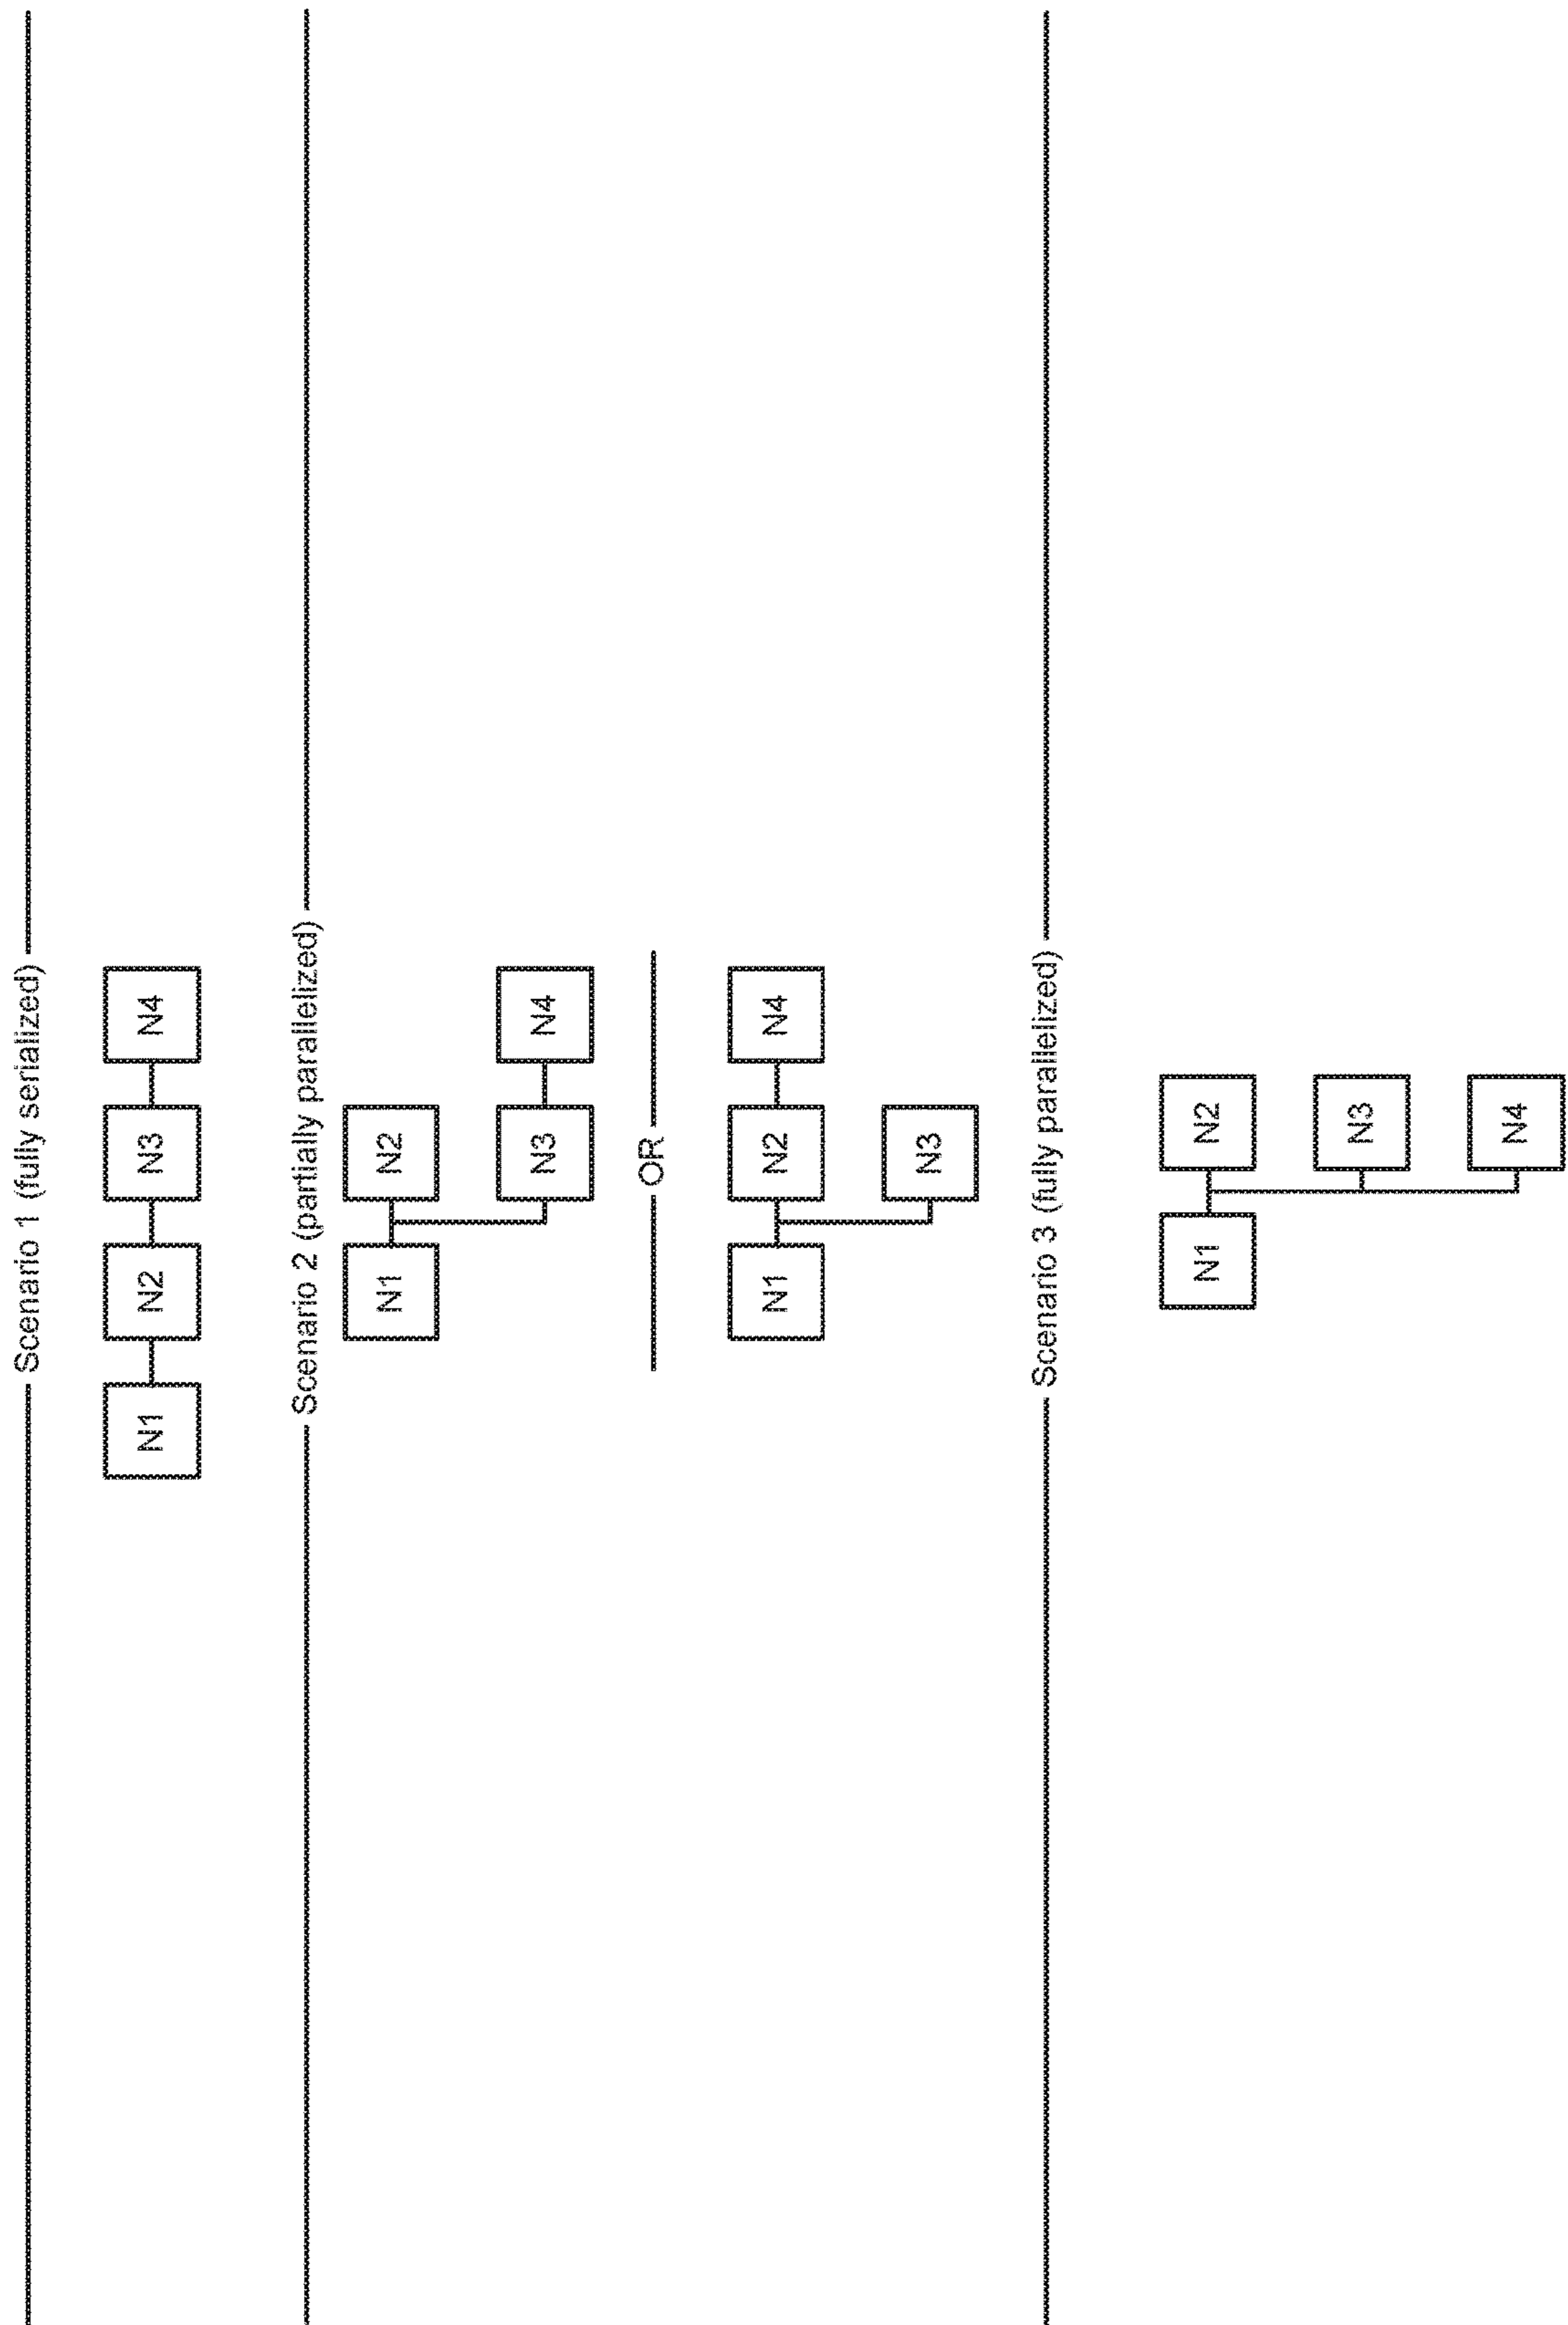 Scenario 1 (fully serialized)
N1 N2 N3 N4
Scenario 2 (partially parallelized)
N1 N2
N3 N4
OR
N1 N2 N4
N3
Scenario 3 (fully parallelized)
N1 N2
N3
N4